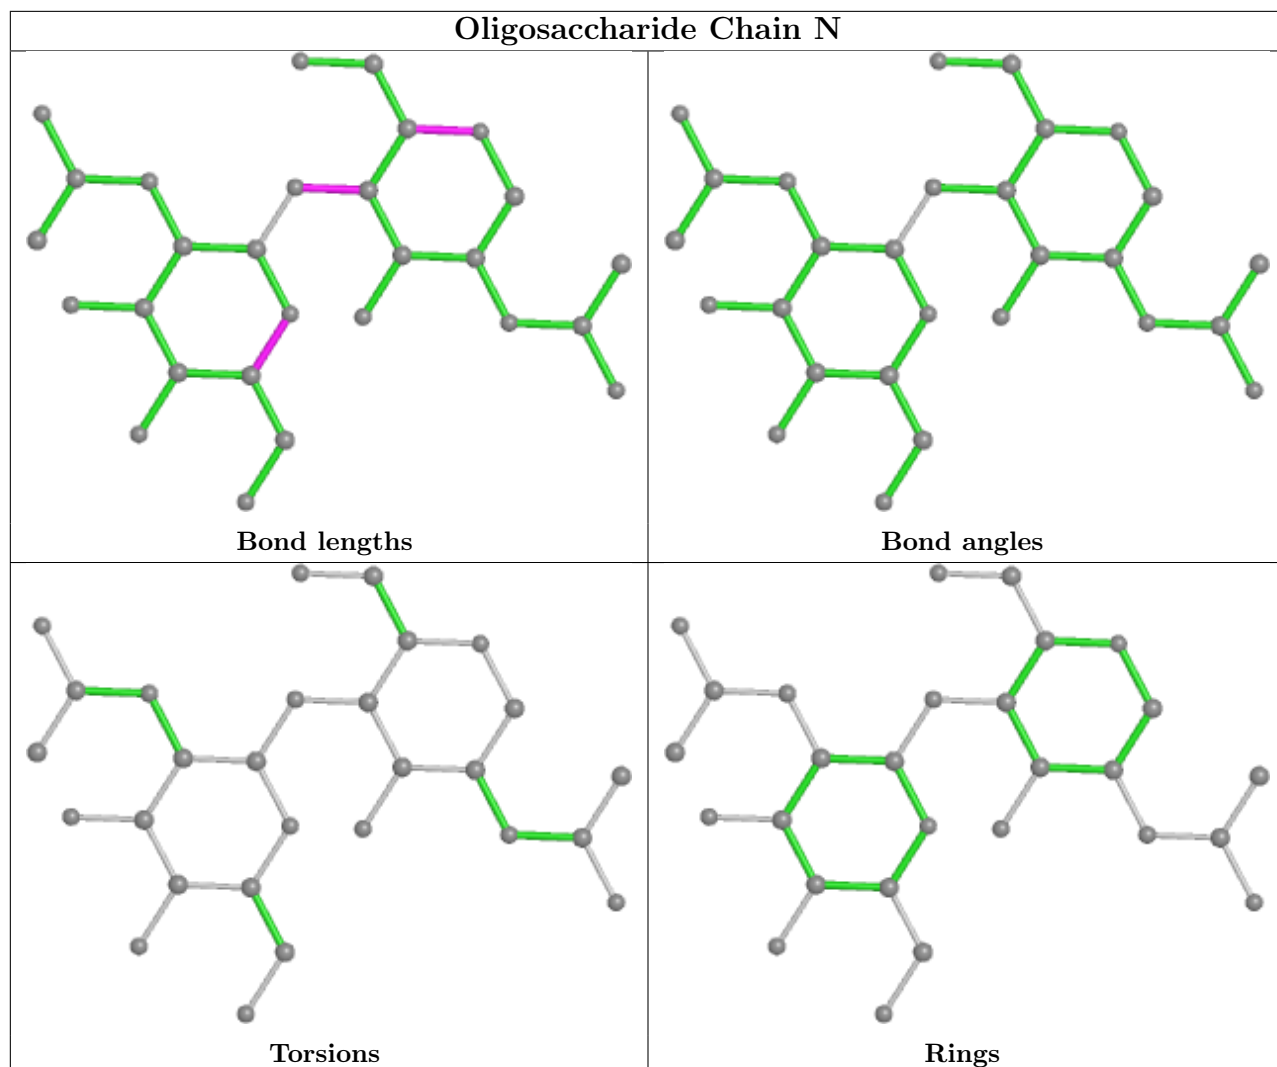 Oligosaccharide Chain N
Bond lengths
Bond angles
Torsions
Rings